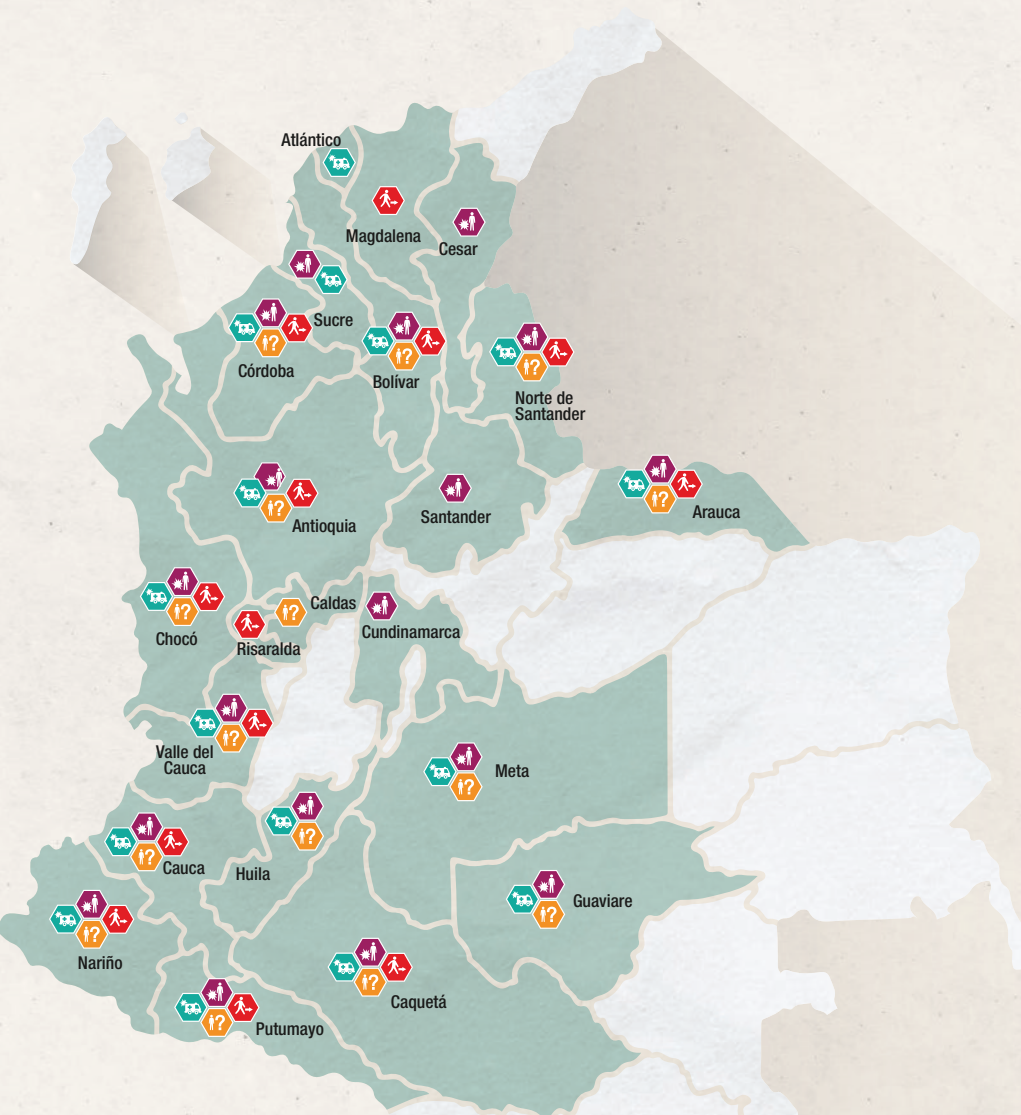 Atlántico
Magdalena
Cesar
Sucre
Córdoba
Bolívar
Norte de
Santander
Antioquia
Santander
Arauca
Chocó
Caldas
Risaralda
Cundinamarca
Valle del
Cauca
Meta
Cauca
Huila
Guaviare
Nariño
Caquetá
Putumayo